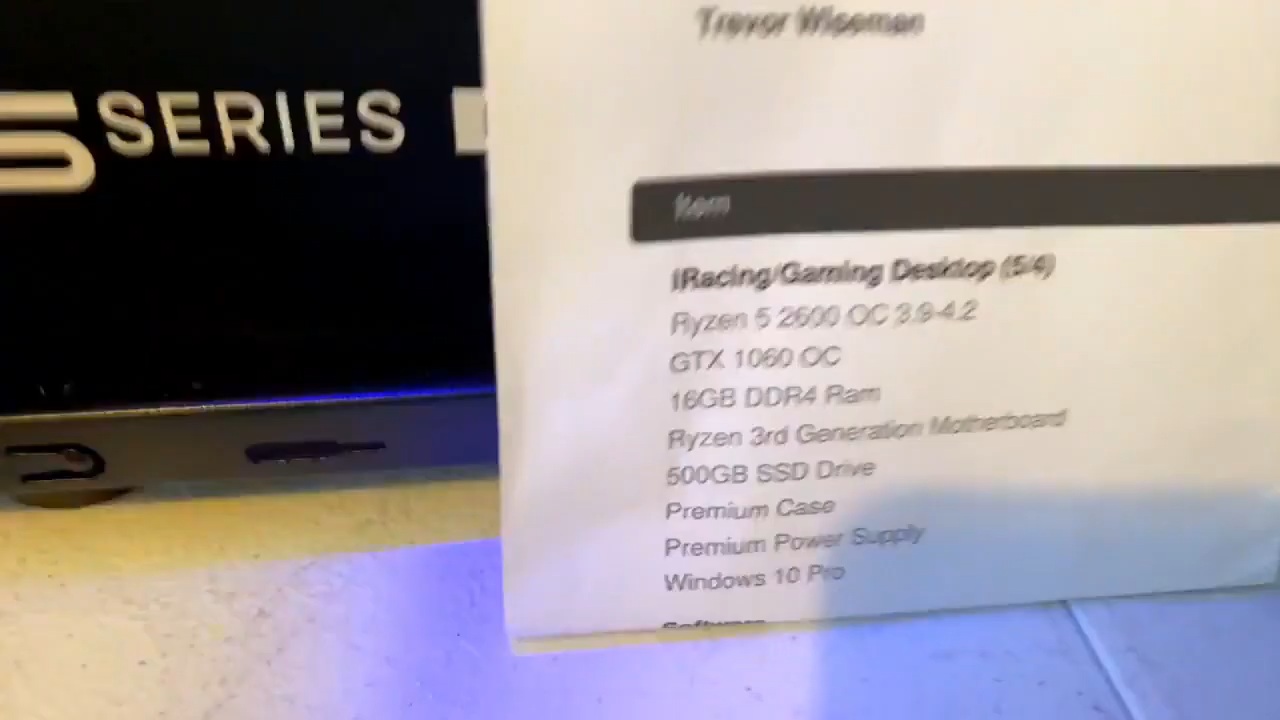 5 SERIES
Trevor Wiseman
Item
iRacing/Gaming Desktop (5/4)
Ryzen 5 2600 OC 3.9-4.2
GTX 1060 OC
16GB DDR4 Ram
Ryzen 3rd Generation Motherboard
500GB SSD Drive
Premium Case
Premium Power Supply
Windows 10 Pro
Software